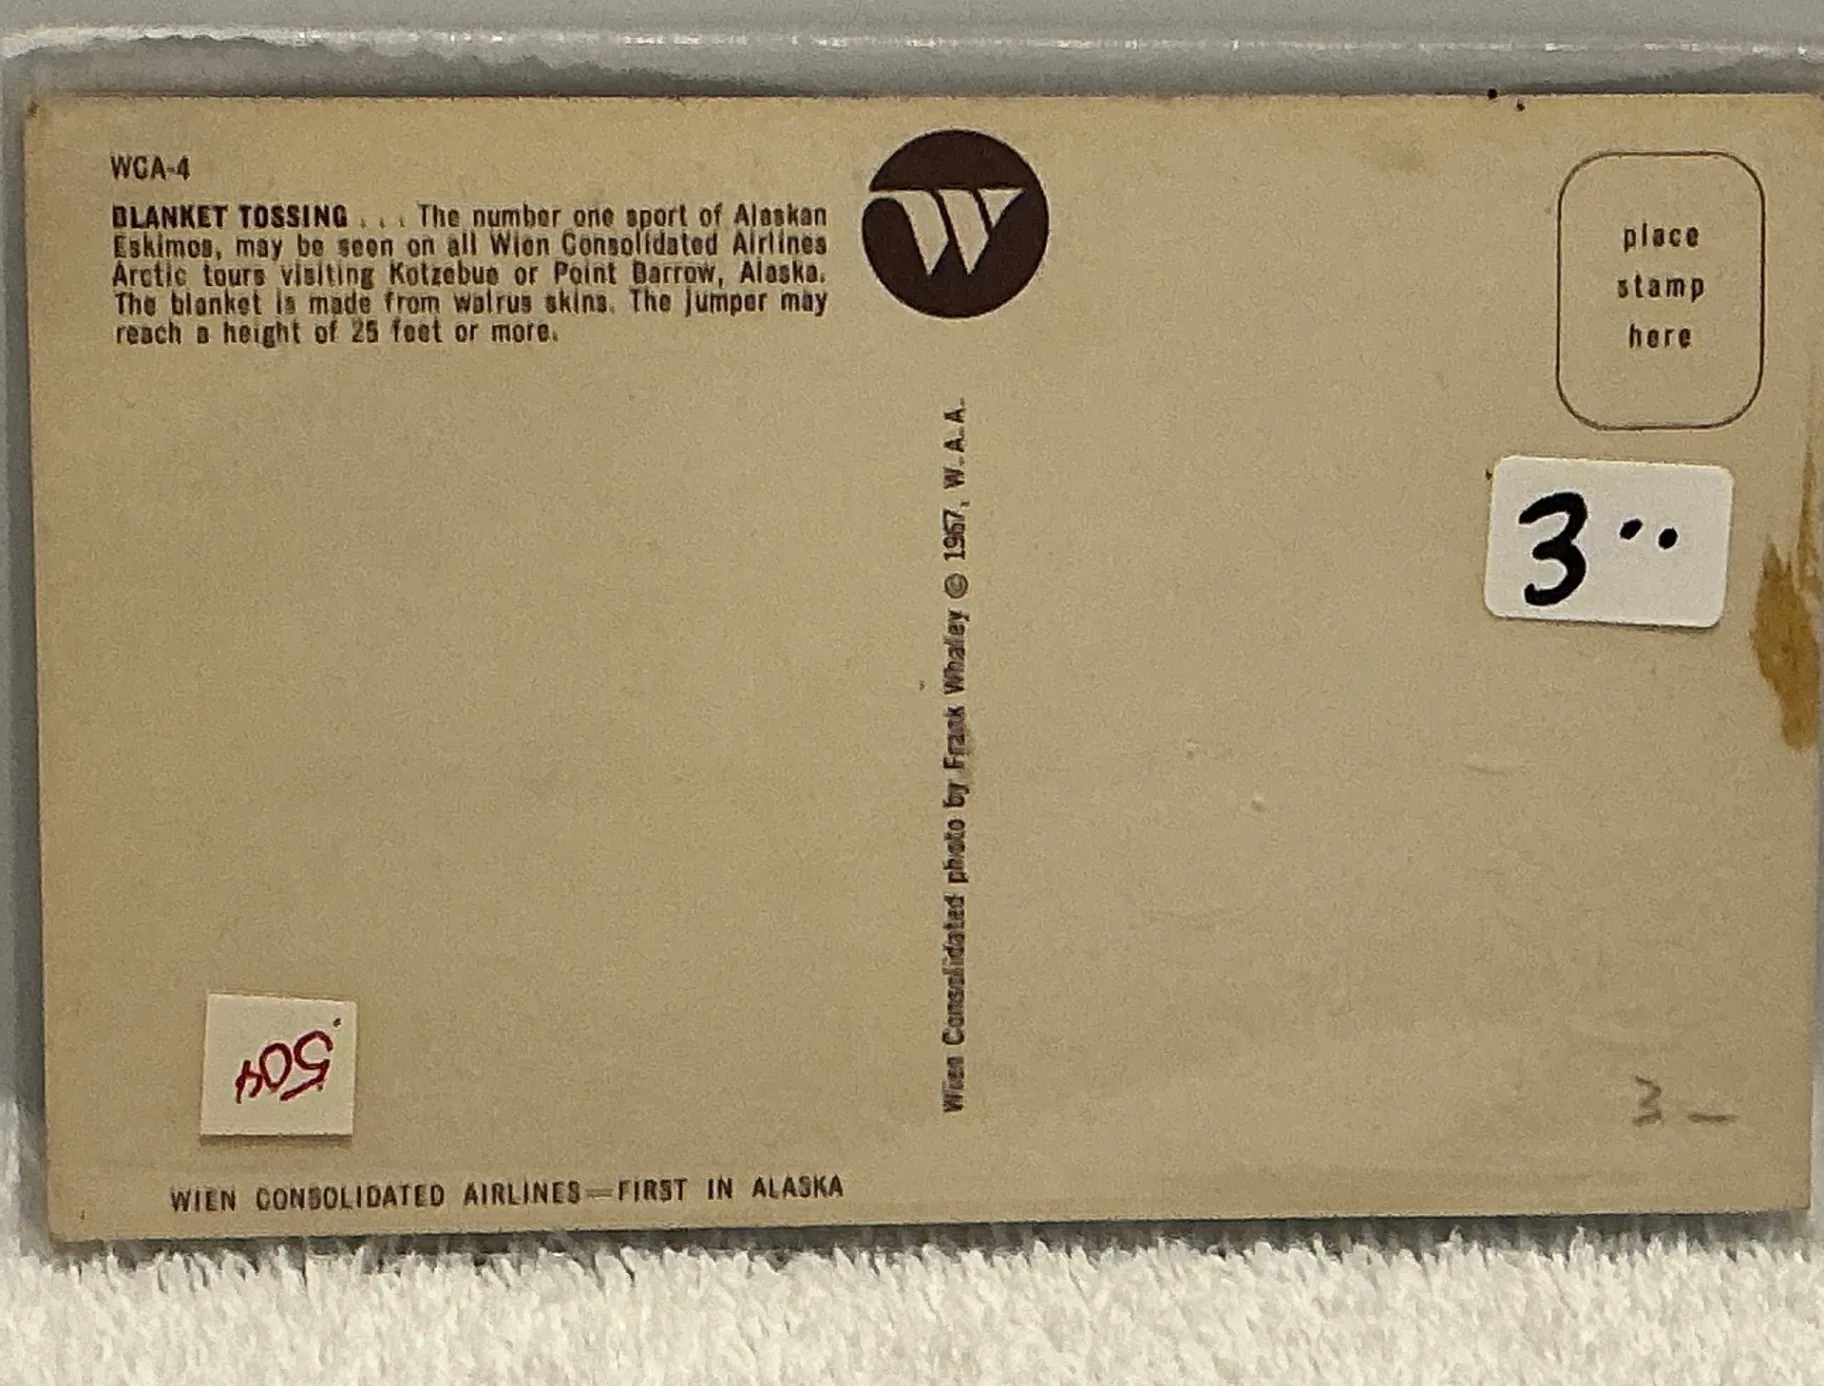 WCA-4
BLANKET TOSSING . . . The number one sport of Alaskan
Eskimos, may be seen on all Wien Consolidated Airlines
Arctic tours visiting Kotzebue or Point Barrow, Alaska.
The blanket is made from walrus skins. The jumper may
reach a height of 25 feet or more.
W
place
stamp
here
3..
Wien Consolidated photo by Frank Whaley © 1967, W.A.A.
3 —
WIEN CONSOLIDATED AIRLINES—FIRST IN ALASKA